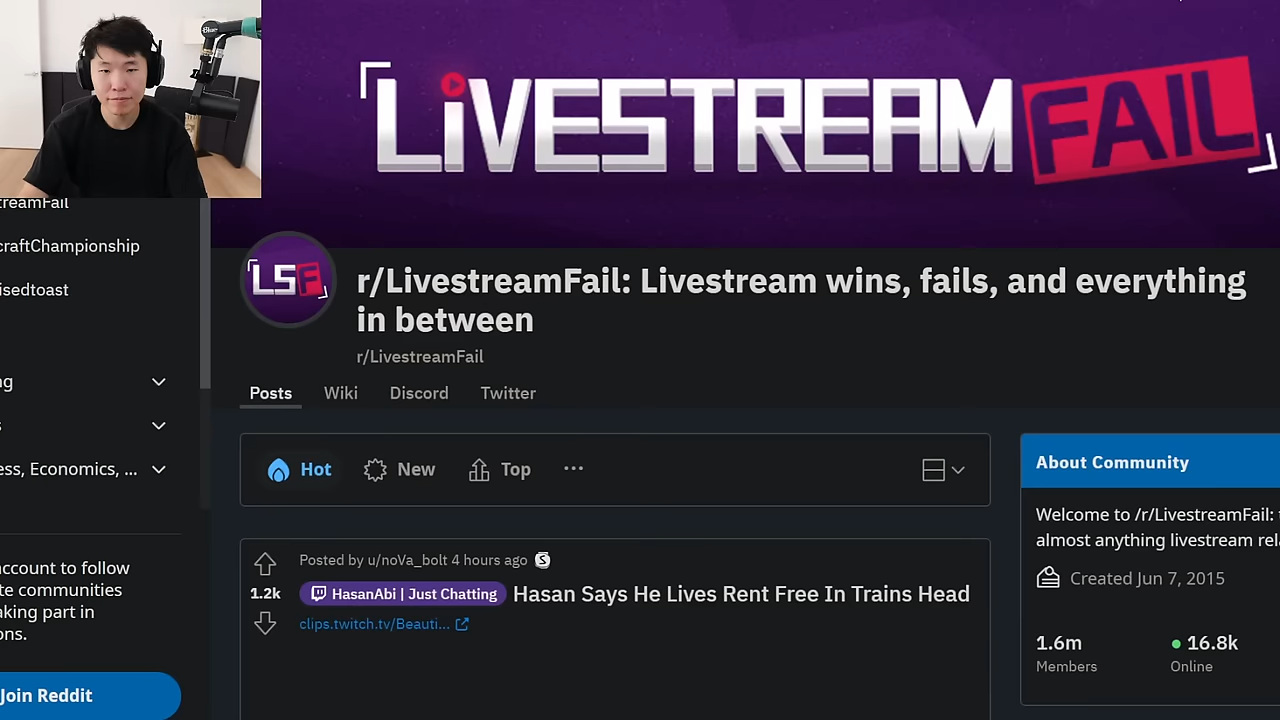 Blue
LiVESTREAM FAIL
reamFail
craftChampionship
isedtoast
LSF
r/LivestreamFail: Livestream wins, fails, and everything
in between
r/LivestreamFail
Posts Wiki Discord Twitter
ng
s
ess, Economics, ...
Hot New Top ...
About Community
Welcome to /r/LivestreamFail:
almost anything livestream rel
Created Jun 7, 2015
1.6m 16.8k
Members Online
Posted by u/noVa_bolt 4 hours ago
1.2k
HasanAbi | Just Chatting Hasan Says He Lives Rent Free In Trains Head
clips.twitch.tv/Beauti...
ccount to follow
te communities
aking part in
ons.
Join Reddit